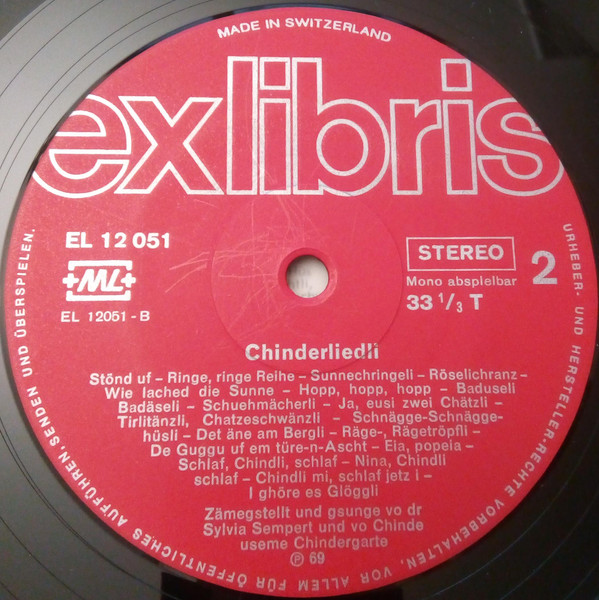 MADE IN SWITZERLAND
exlibris
EL 12 051
+ML+
EL 12051 - B
STEREO
Mono abspielbar
33 1/3 T
2
Chinderliedli
Stönd uf – Ringe, ringe Reihe – Sunnechringeli – Röselichranz –
Wie lached die Sunne – Hopp, hopp, hopp – Baduseli
Badäseli – Schuehmächerli – Ja, eusi zwei Chätzli –
Tirlitänzli, Chatzeschwänzli – Schnägge-Schnägge-
hüsli – Det äne am Bergli – Räge-, Rägetröpfli –
De Guggu uf em türe-n-Ascht – Eia, popeia –
Schlaf, Chindli, schlaf – Nina, Chindli
schlaf – Chindli mi, schlaf jetz i –
I ghöre es Glöggli
Zämegstellt und gsunge vo dr
Sylvia Sempert und vo Chinde
useme Chindergarte
Ⓟ 69
URHEBER- UND HERSTELLER-RECHTE VORBEHALTEN, VOR ALLEM FÜR ÖFFENTLICHES AUFFÜHREN, SENDEN UND ÜBERSPIELEN.